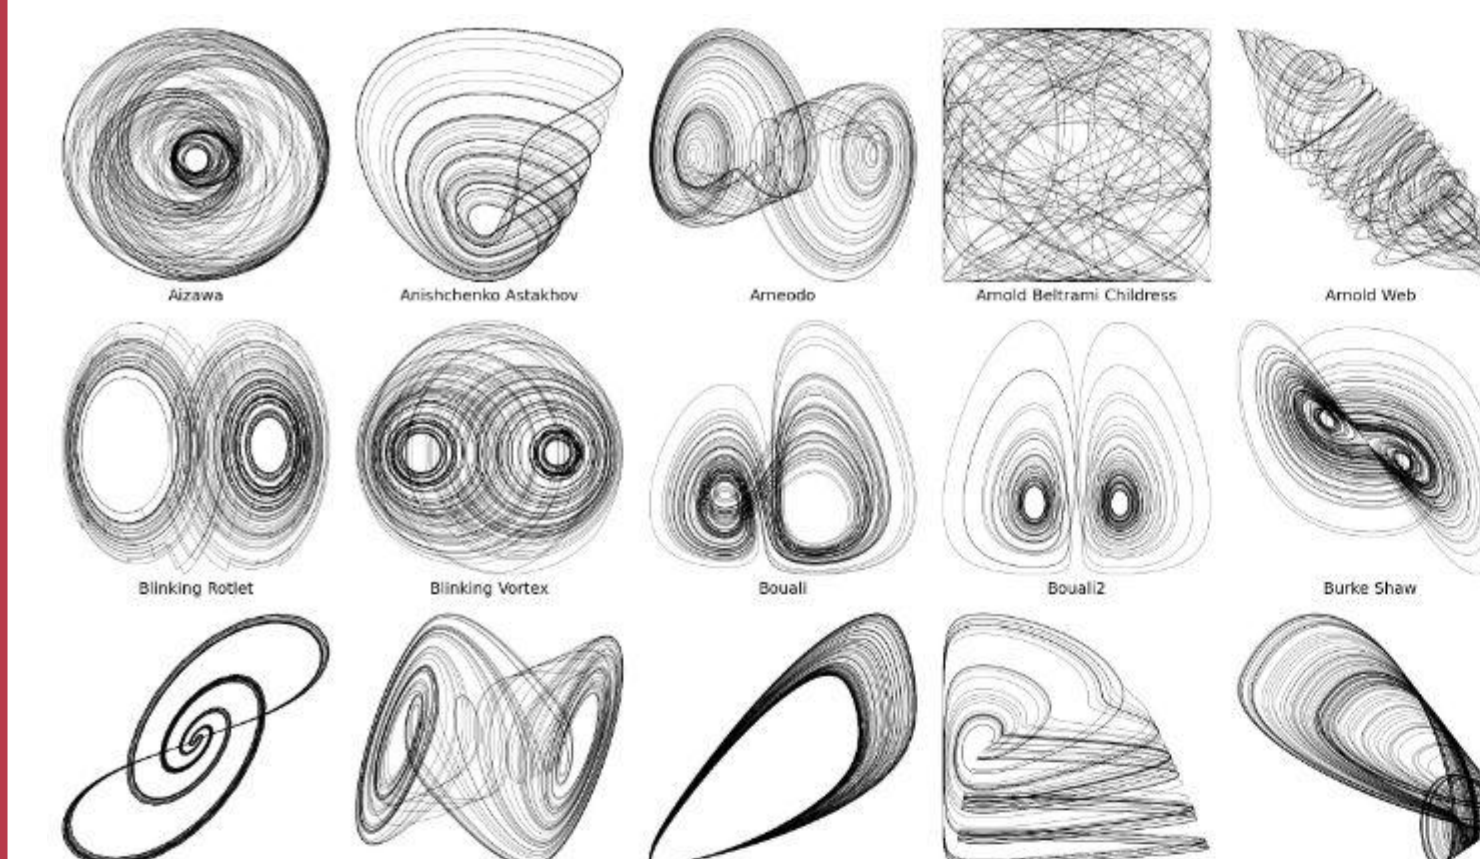 Aizawa
Anishchenko Astakhov
Arneodo
Arnold Beltrami Childress
Arnold Web
Blinking Rotlet
Blinking Vortex
Bouali
Bouali2
Burke Shaw